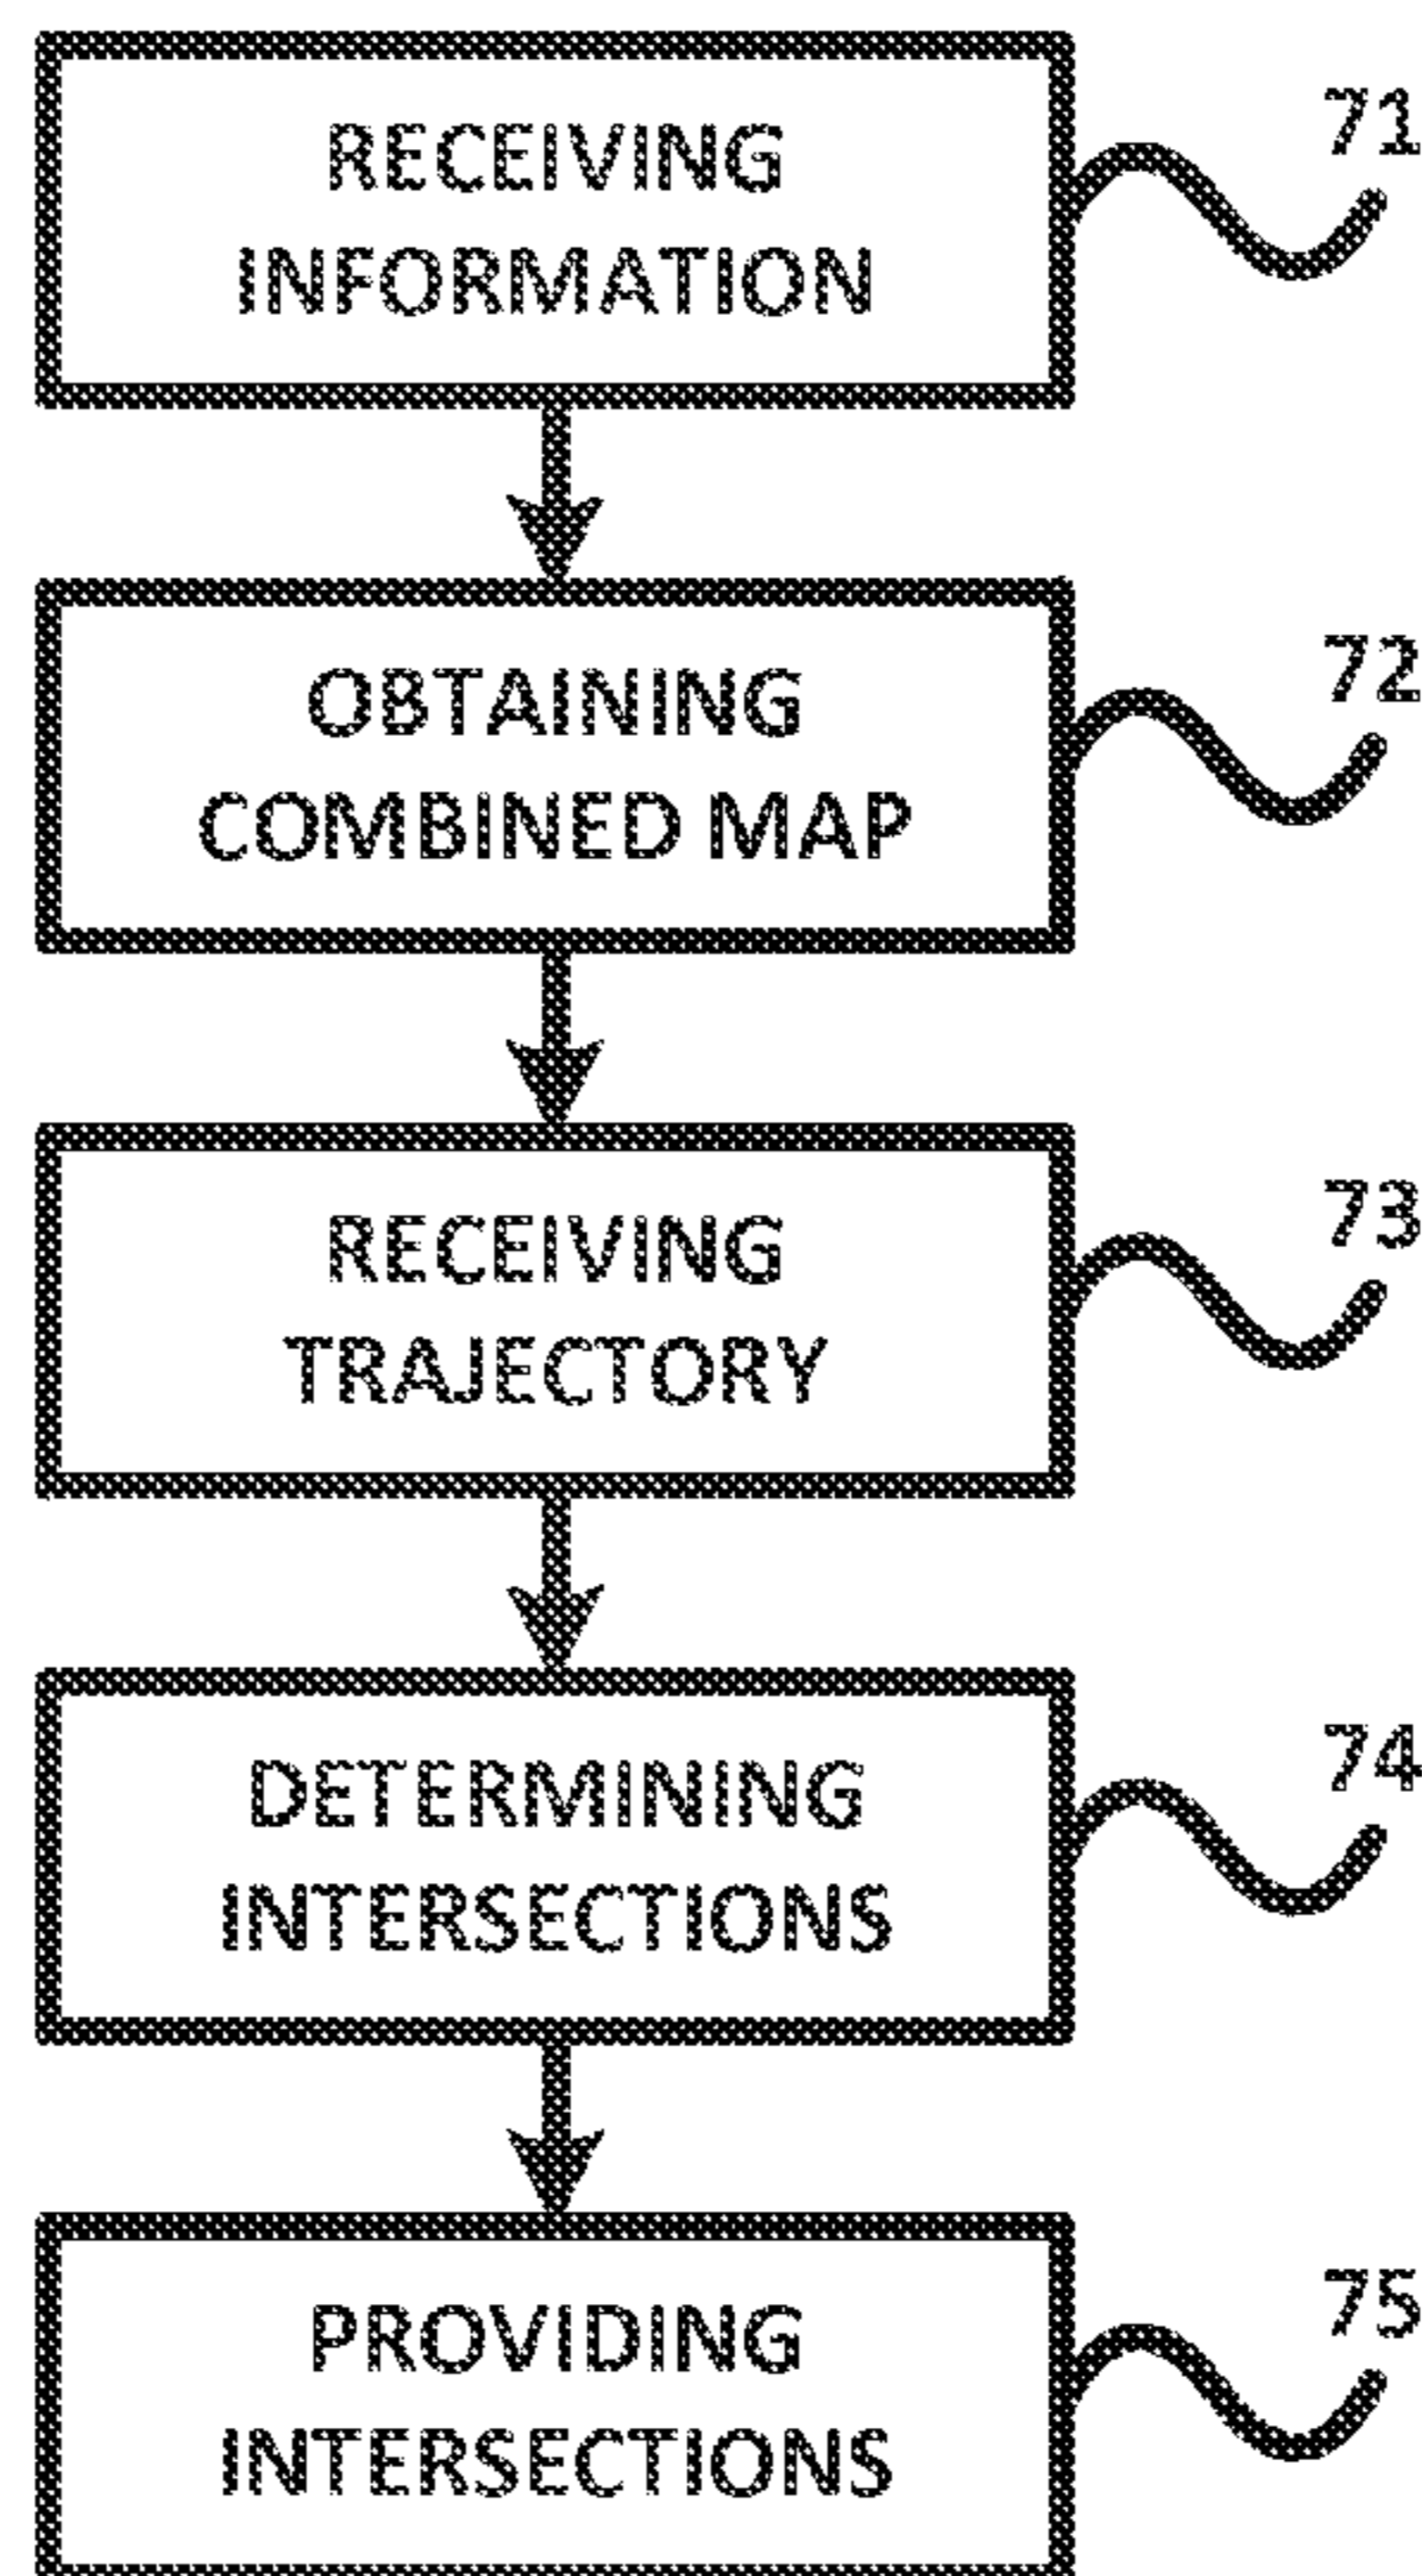 RECEIVING
INFORMATION
71
OBTAINING
COMBINED MAP
72
RECEIVING
TRAJECTORY
73
DETERMINING
INTERSECTIONS
74
PROVIDING
INTERSECTIONS
75